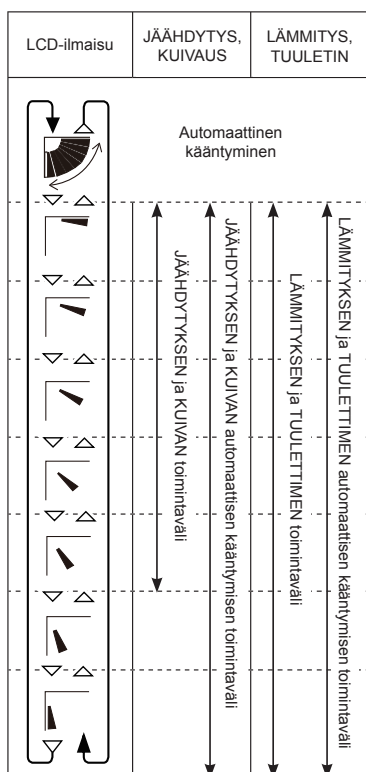 LCD-ilmaisu
JÄÄHDYTYS,
KUIVAUS
LÄMMITYS,
TUULETIN
Automaattinen
kääntyminen
JÄÄHDYTYKSEN ja KUIVAN toimintaväli
JÄÄHDYTYKSEN ja KUIVAN automaattisen kääntymisen toimintaväli
LÄMMITYKSEN ja TUULETTIMEN toimintaväli
LÄMMITYKSEN ja TUULETTIMEN automaattisen kääntymisen toimintaväli